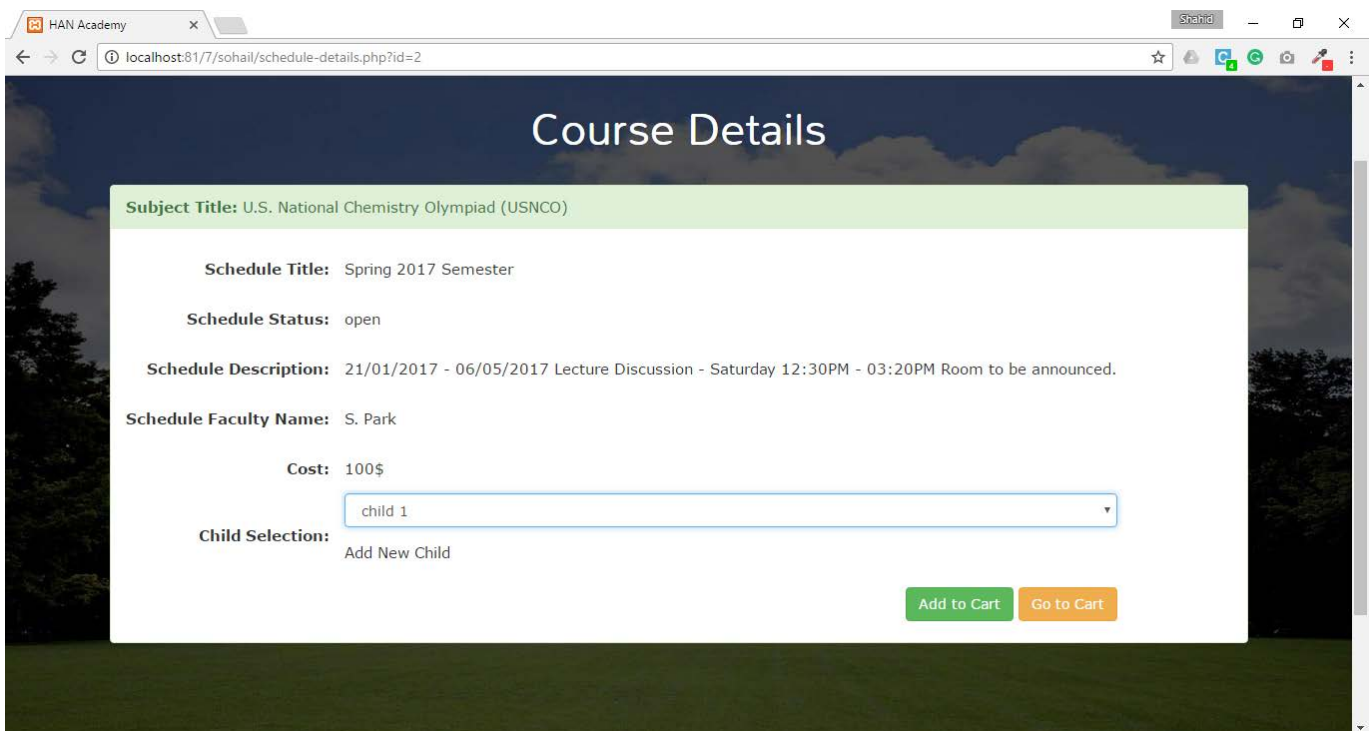 HAN Academy
Shahid
localhost:81/7/sohail/schedule-details.php?id=2
Course Details
Subject Title: U.S. National Chemistry Olympiad (USNCO)
Schedule Title: Spring 2017 Semester
Schedule Status: open
Schedule Description: 21/01/2017 - 06/05/2017 Lecture Discussion - Saturday 12:30PM - 03:20PM Room to be announced.
Schedule Faculty Name: S. Park
Cost: 100$
child 1
Child Selection:
Add New Child
Add to Cart Go to Cart